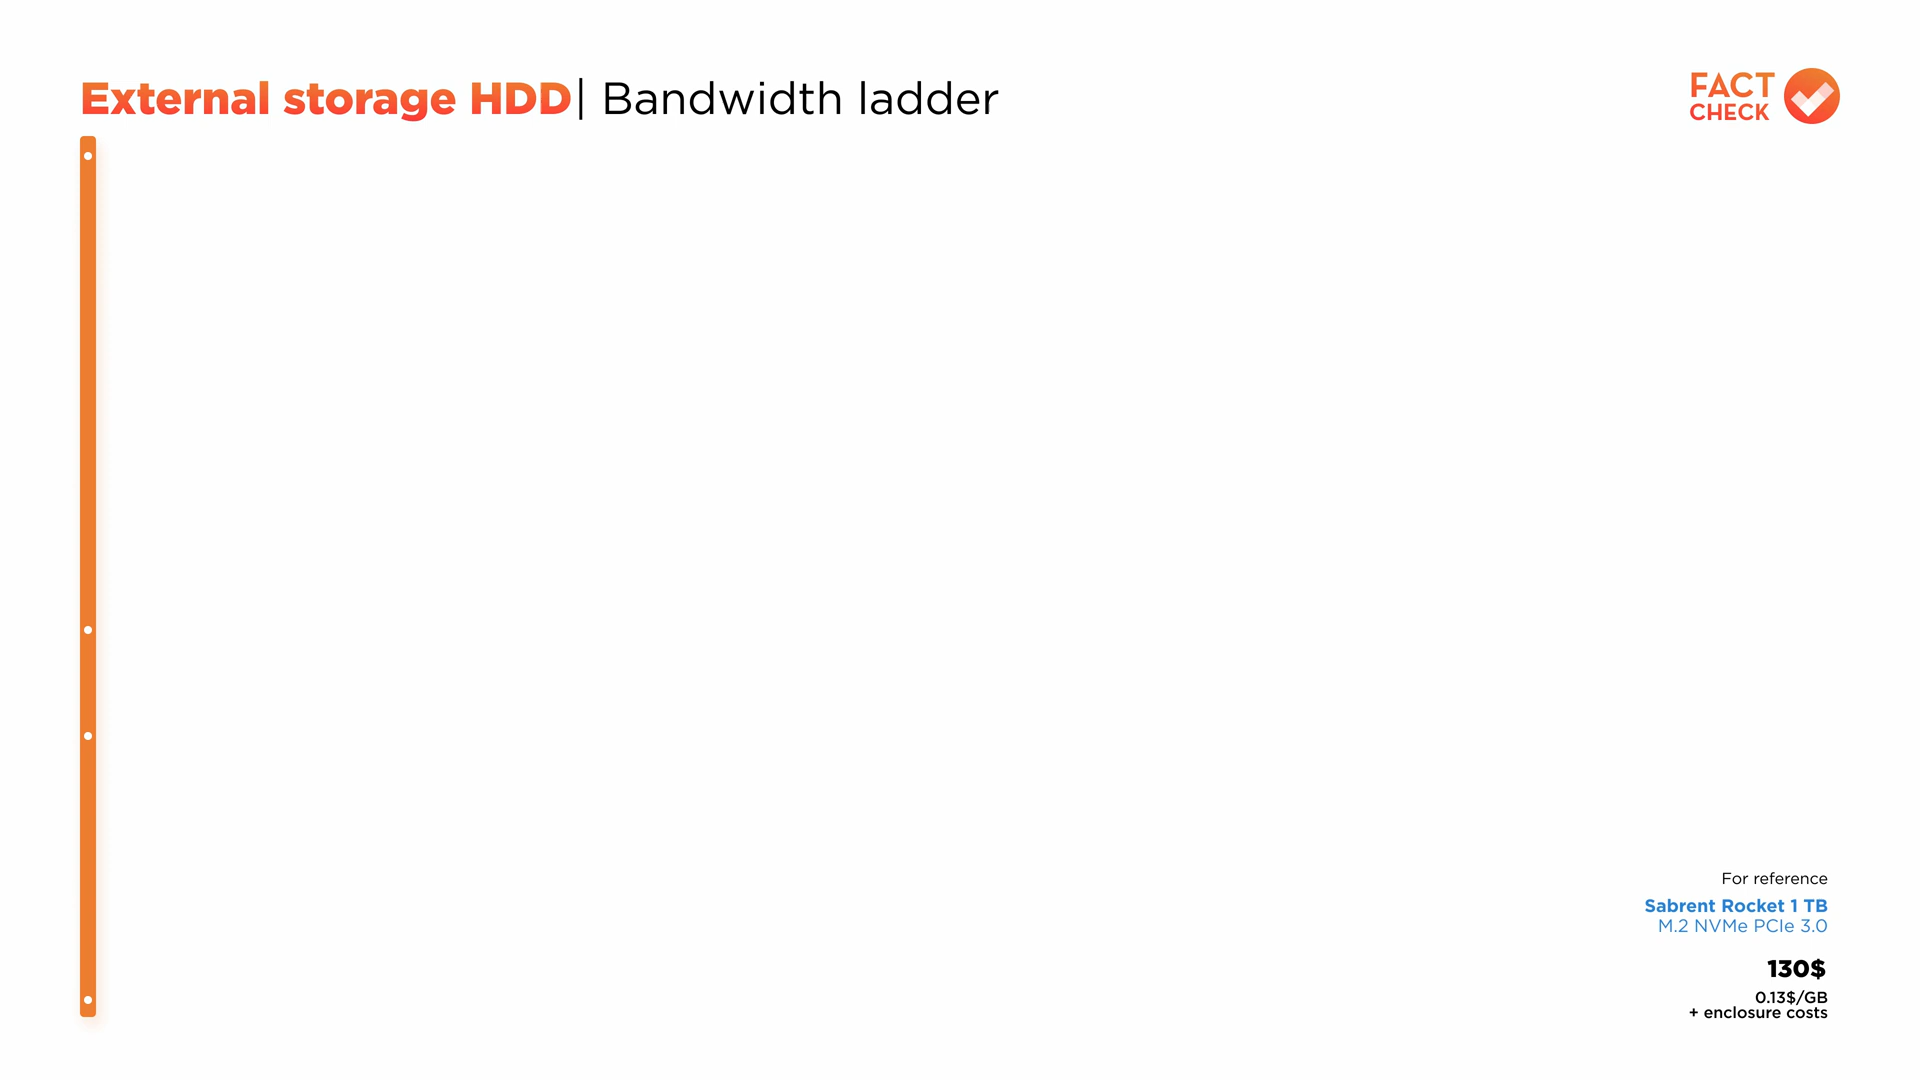 External storage HDD| Bandwidth ladder
FACT
CHECK
For reference
Sabrent Rocket 1 TB
M.2 NVMe PCIe 3.0
130$
0.13$/GB
+ enclosure costs